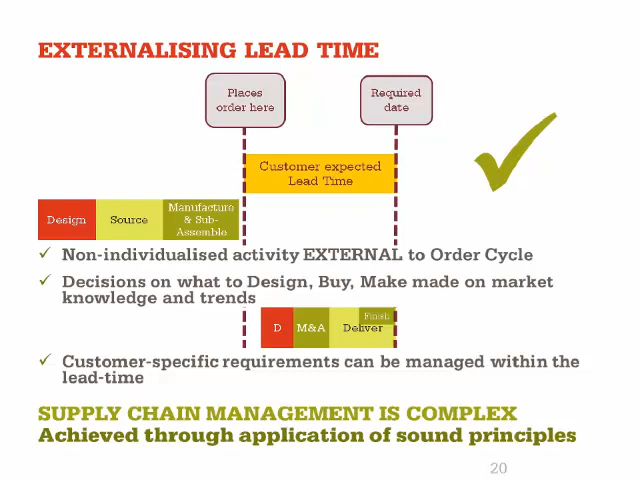 EXTERNALISING LEAD TIME
Places
order here
Required
date
Customer expected
Lead Time
Design
Source
Manufacture
& Sub-
Assemble
✓ Non-individualised activity EXTERNAL to Order Cycle
✓ Decisions on what to Design, Buy, Make made on market
knowledge and trends
D
M&A
Deliver
Finish
✓ Customer-specific requirements can be managed within the
lead-time
SUPPLY CHAIN MANAGEMENT IS COMPLEX
Achieved through application of sound principles
20